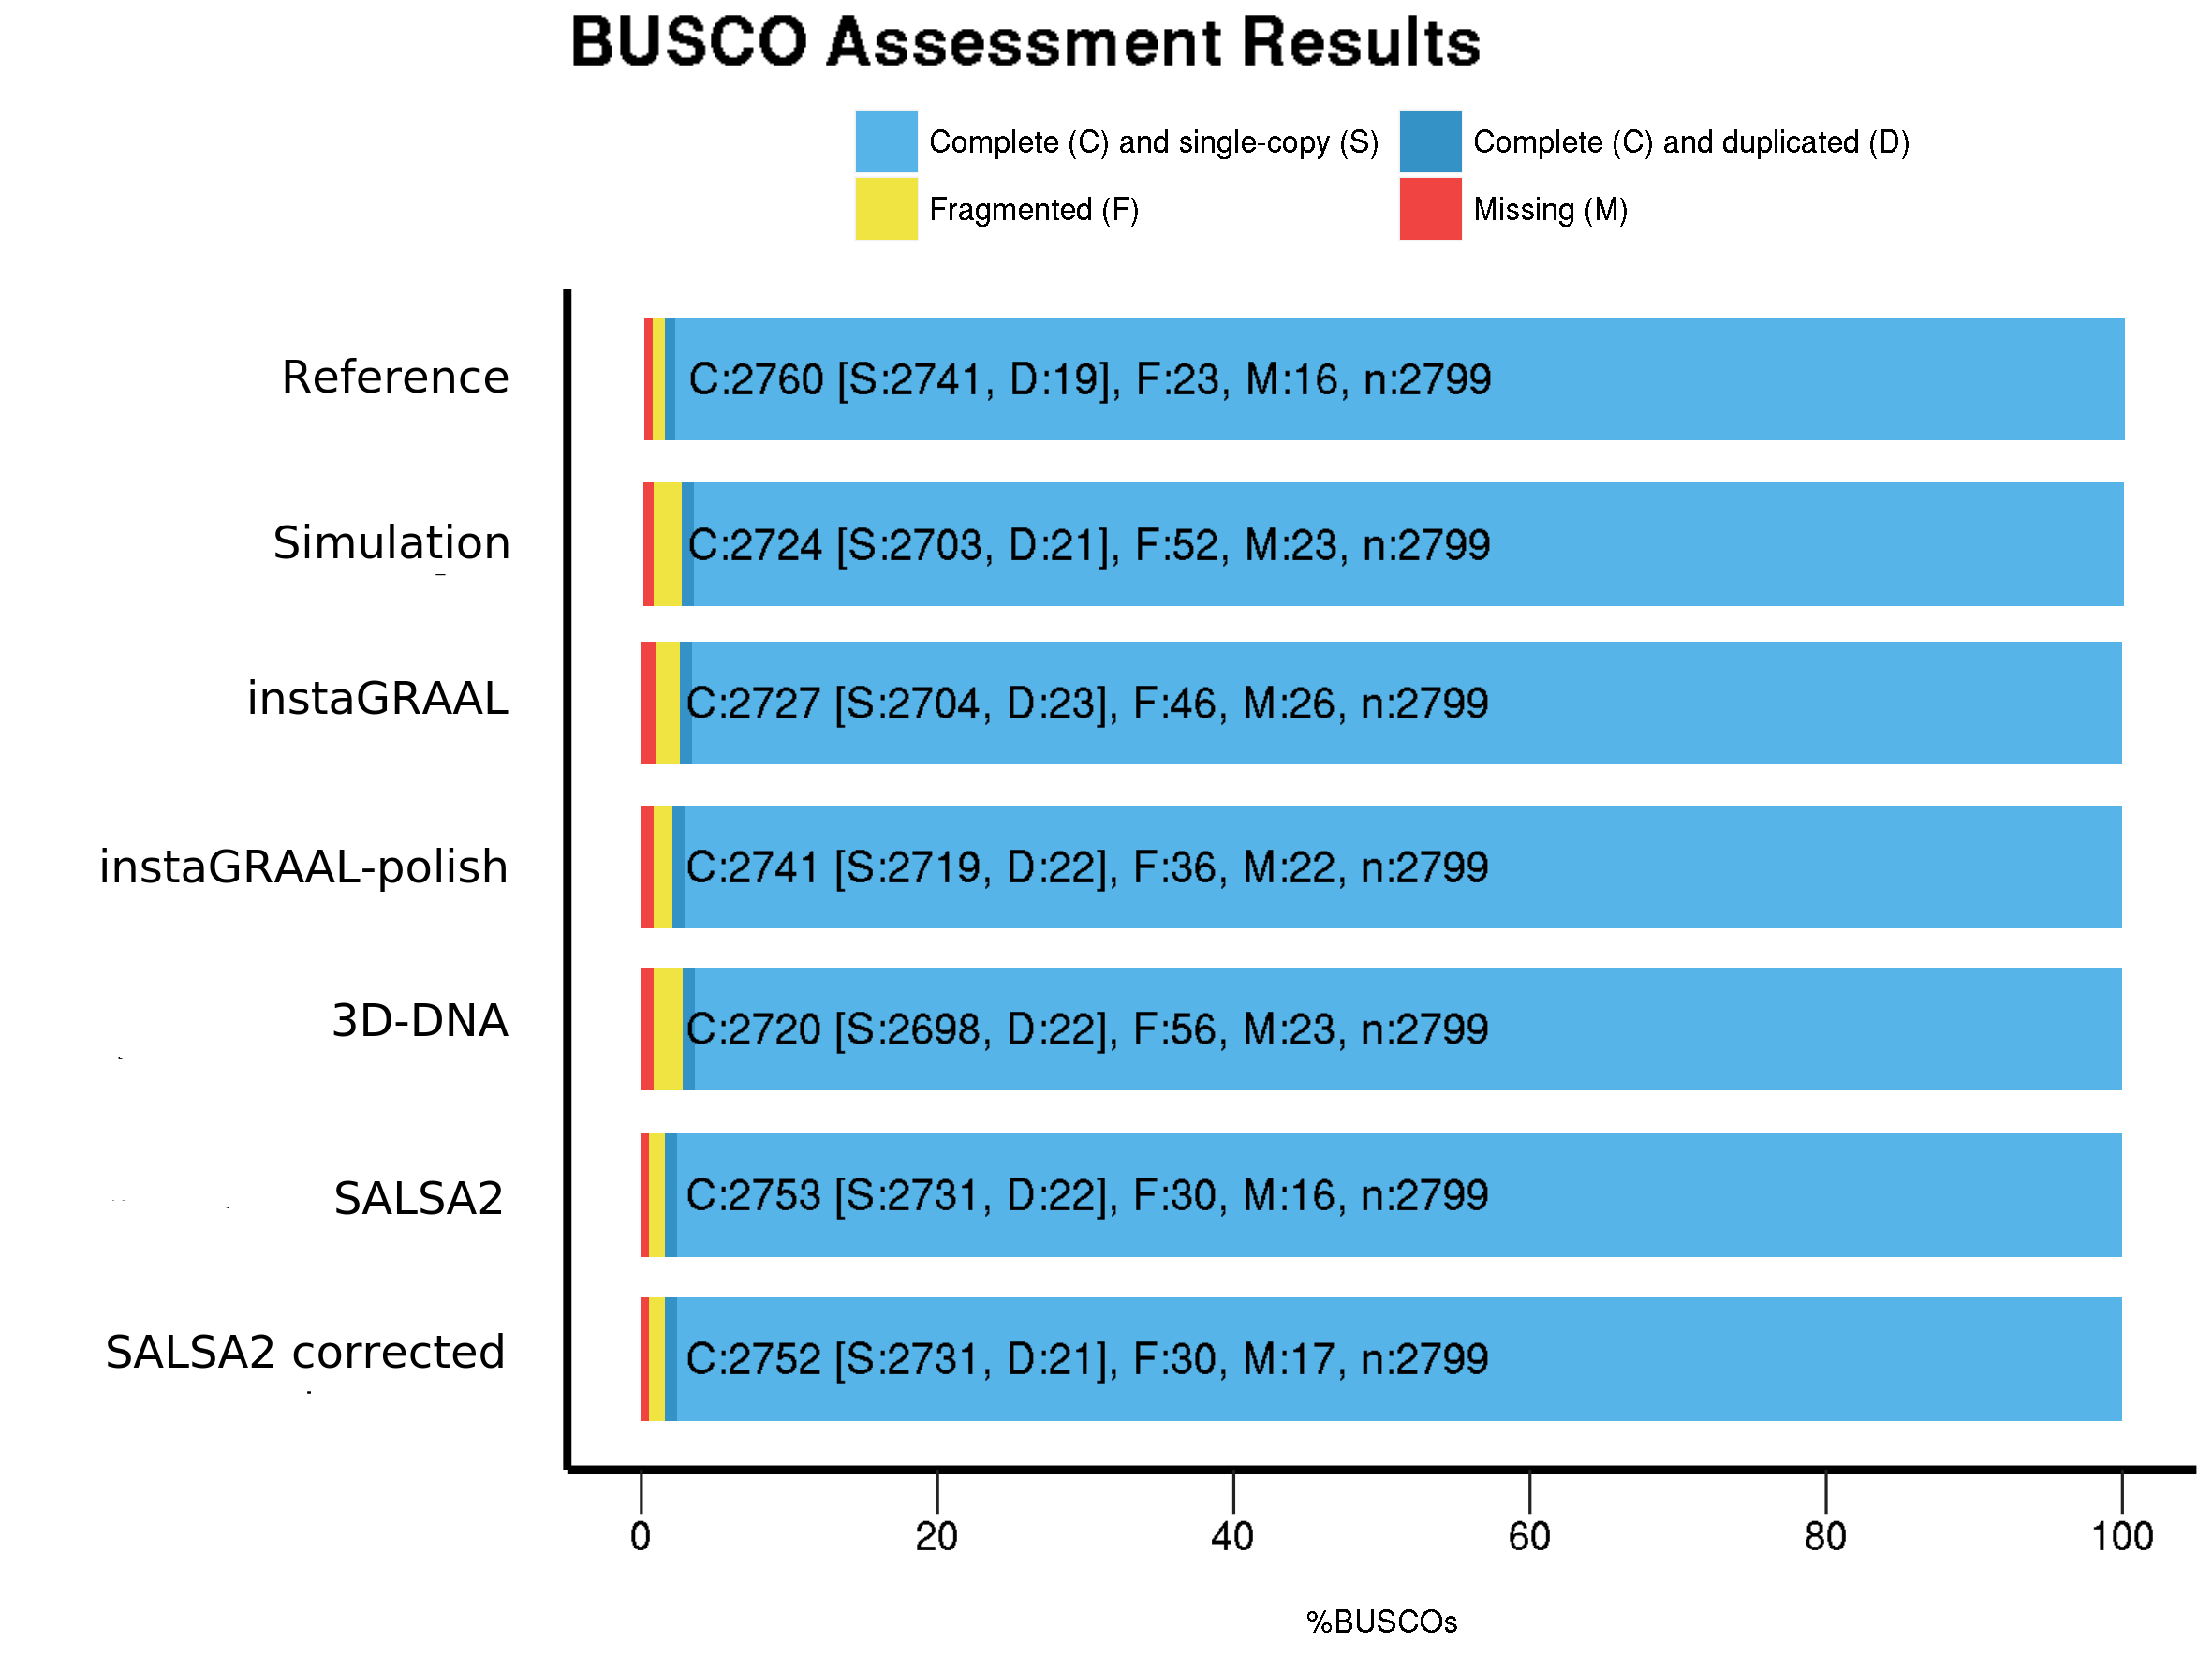 BUSCO Assessment Results
Complete (C) and single-copy (S) Complete (C) and duplicated (D)
Fragmented (F) Missing (M)
Reference C:2760 [S:2741, D:19], F:23, M:16, n:2799
Simulation C:2724 [S:2703, D:21], F:52, M:23, n:2799
instaGRAAL C:2727 [S:2704, D:23], F:46, M:26, n:2799
instaGRAAL-polish C:2741 [S:2719, D:22], F:36, M:22, n:2799
3D-DNA C:2720 [S:2698, D:22], F:56, M:23, n:2799
SALSA2 C:2753 [S:2731, D:22], F:30, M:16, n:2799
SALSA2 corrected C:2752 [S:2731, D:21], F:30, M:17, n:2799
0 20 40 60 80 100
%BUSCOs